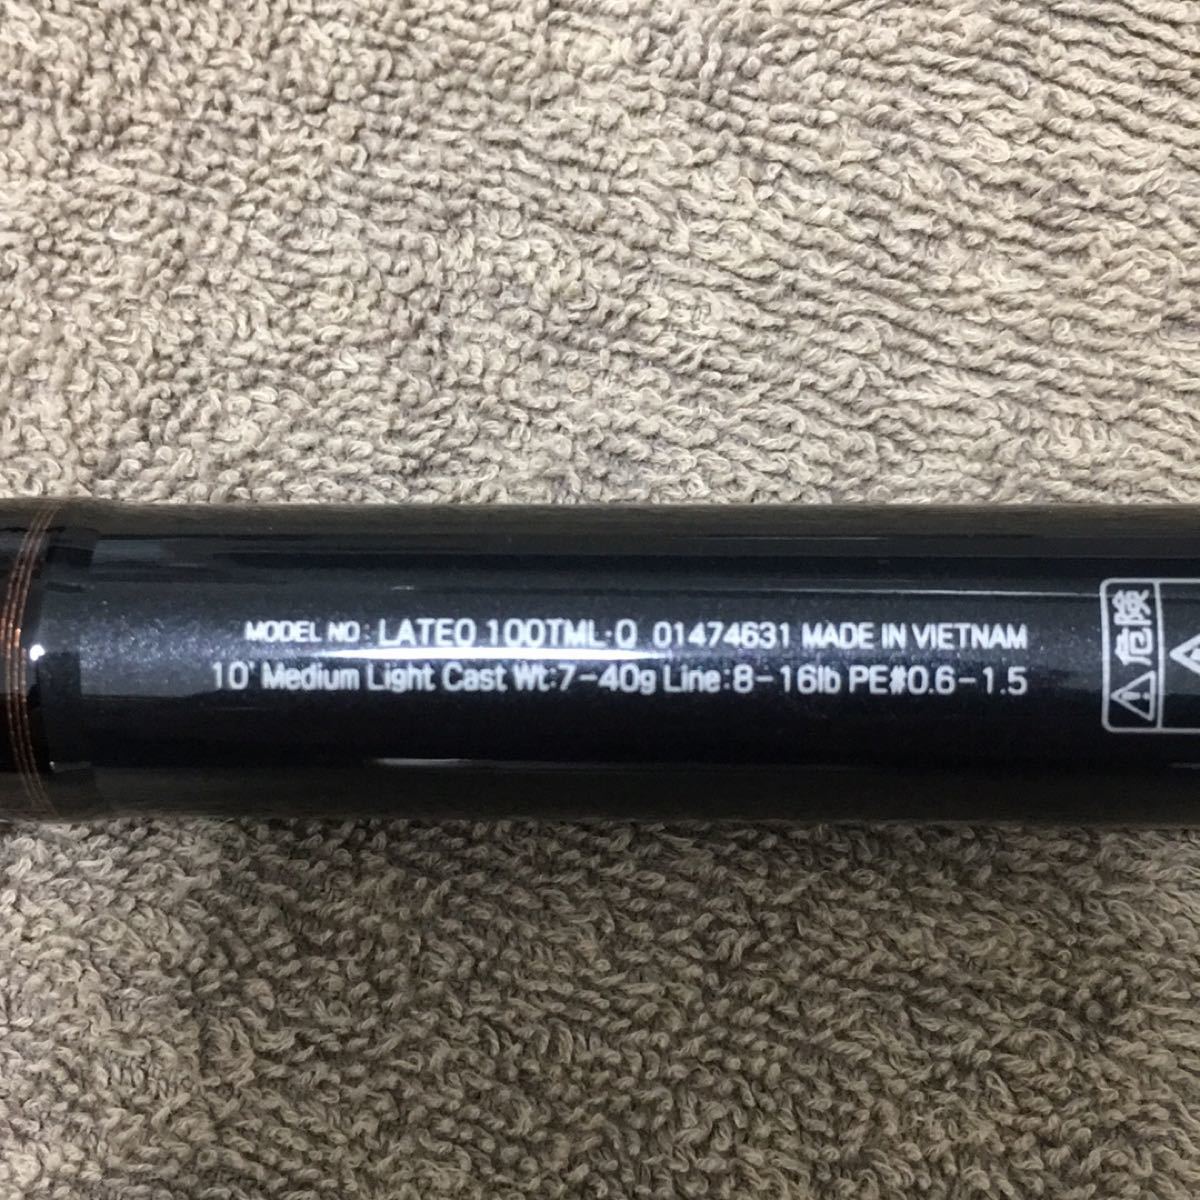 MODEL NO: LATEO 100TML·Q 01474631 MADE IN VIETNAM
10' Medium Light Cast Wt:7-40g Line:8-16lb PE#0.6-1.5
危険